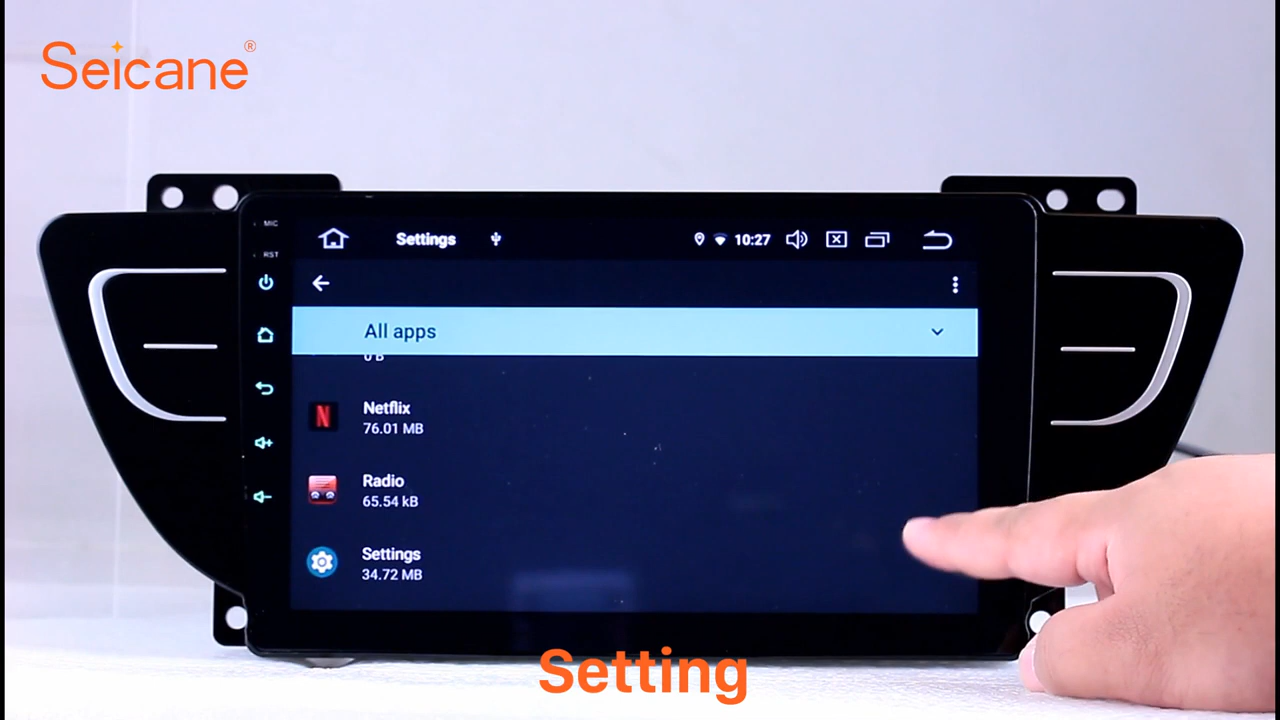 Seicane®
MIC
RST
Settings 10:27
All apps
0 B
Netflix
76.01 MB
Radio
65.54 kB
Settings
34.72 MB
Setting